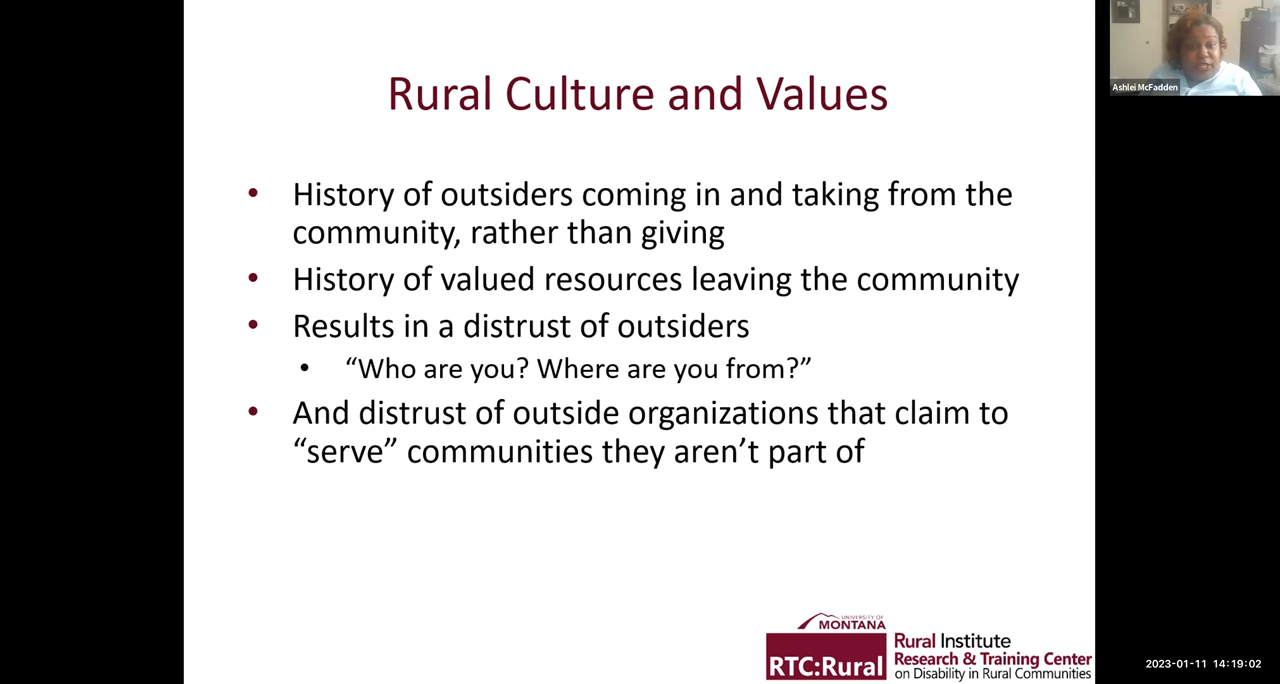 Rural Culture and Values
• History of outsiders coming in and taking from the
community, rather than giving
• History of valued resources leaving the community
• Results in a distrust of outsiders
• “Who are you? Where are you from?”
• And distrust of outside organizations that claim to
“serve” communities they aren’t part of
Ashlei McFadden
UNIVERSITY OF
MONTANA
RTC:Rural
Rural Institute
Research & Training Center
on Disability in Rural Communities
2023-01-11 14:19:02